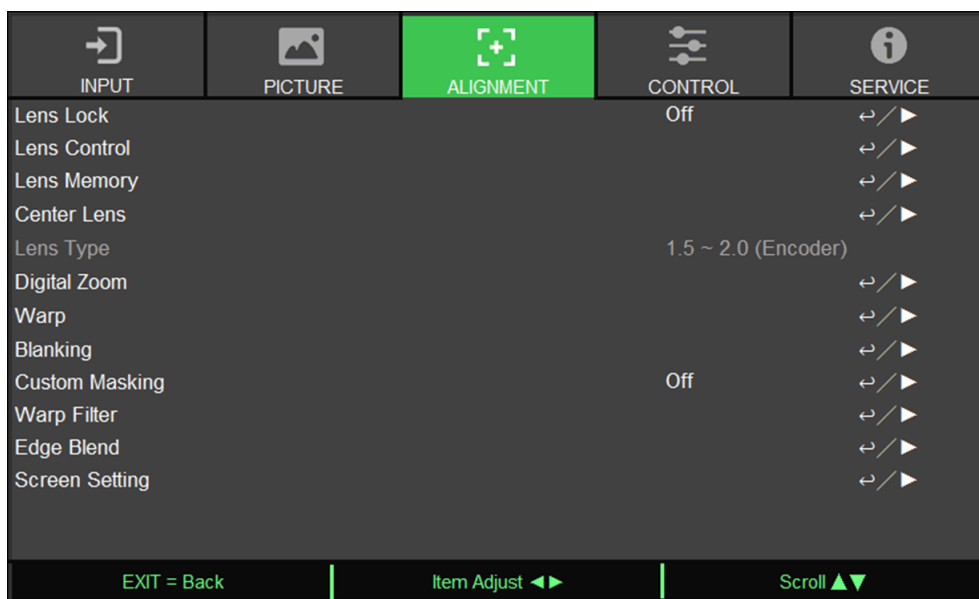 INPUT PICTURE ALIGNMENT CONTROL SERVICE
Lens Lock Off ↩/▶
Lens Control ↩/▶
Lens Memory ↩/▶
Center Lens ↩/▶
Lens Type 1.5 ~ 2.0 (Encoder)
Digital Zoom ↩/▶
Warp ↩/▶
Blanking ↩/▶
Custom Masking Off ↩/▶
Warp Filter ↩/▶
Edge Blend ↩/▶
Screen Setting ↩/▶
EXIT = Back Item Adjust ◀▶ Scroll ▲▼